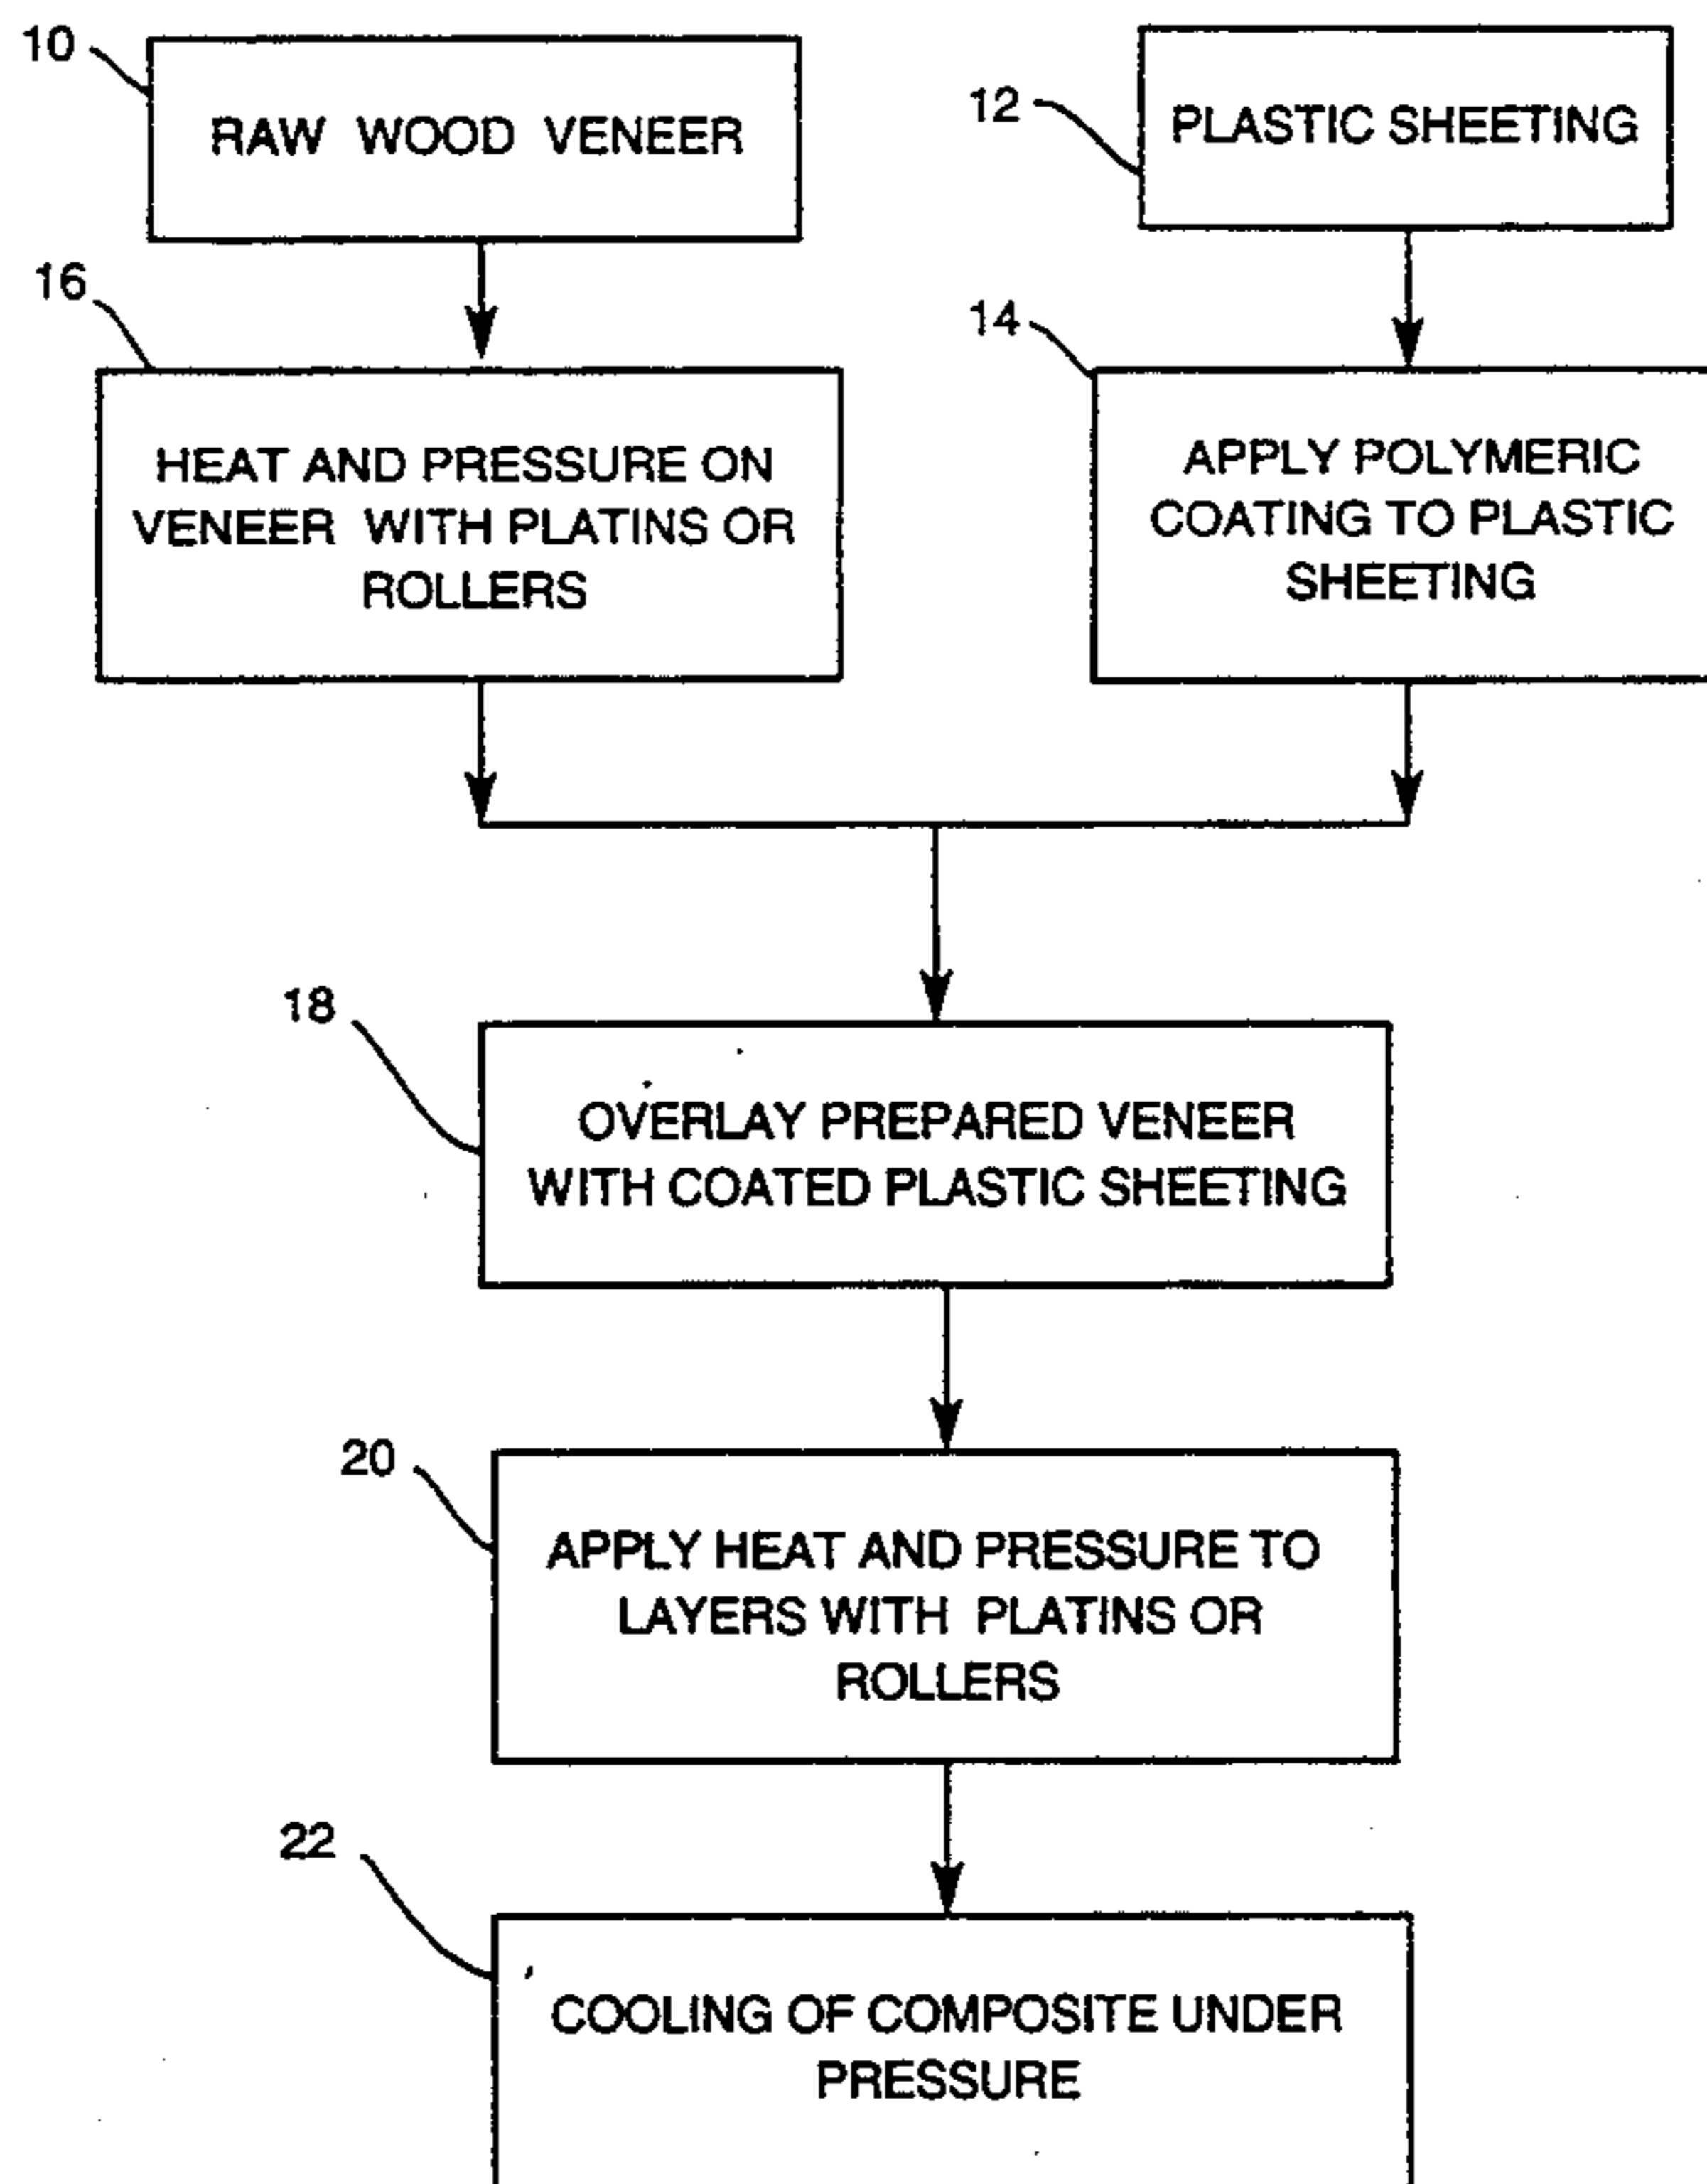 10
RAW WOOD VENEER
12
PLASTIC SHEETING
16
HEAT AND PRESSURE ON
VENEER WITH PLATINS OR
ROLLERS
14
APPLY POLYMERIC
COATING TO PLASTIC
SHEETING
18
OVERLAY PREPARED VENEER
WITH COATED PLASTIC SHEETING
20
APPLY HEAT AND PRESSURE TO
LAYERS WITH PLATINS OR
ROLLERS
22
COOLING OF COMPOSITE UNDER
PRESSURE